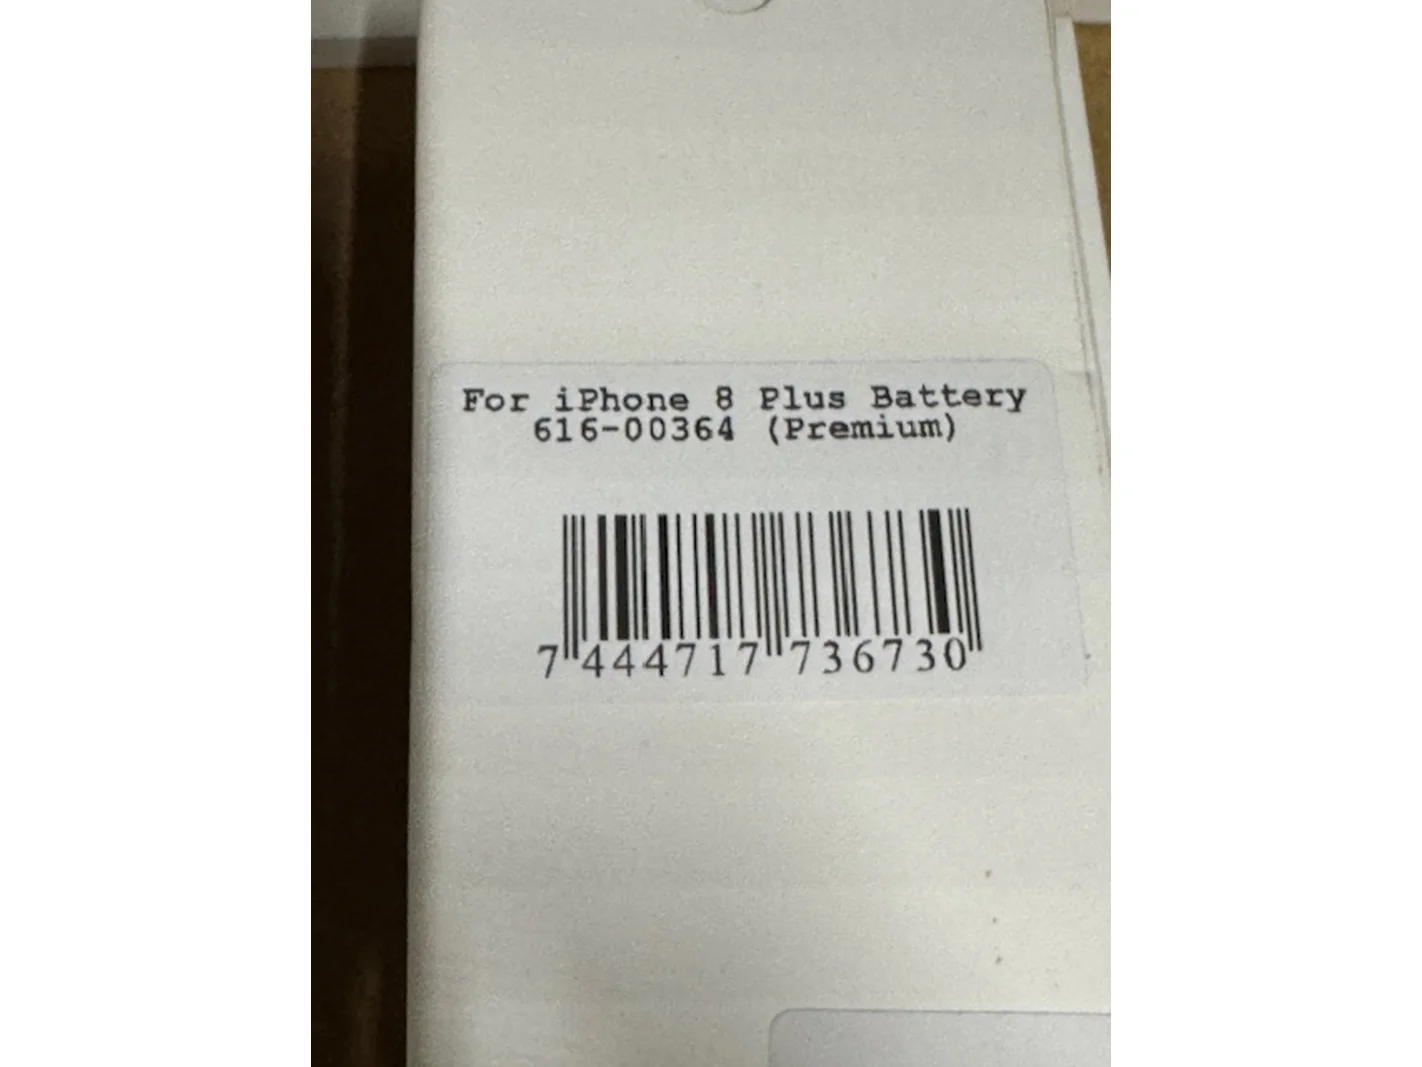 For iPhone 8 Plus Battery
616-00364 (Premium)
7 444717 736730